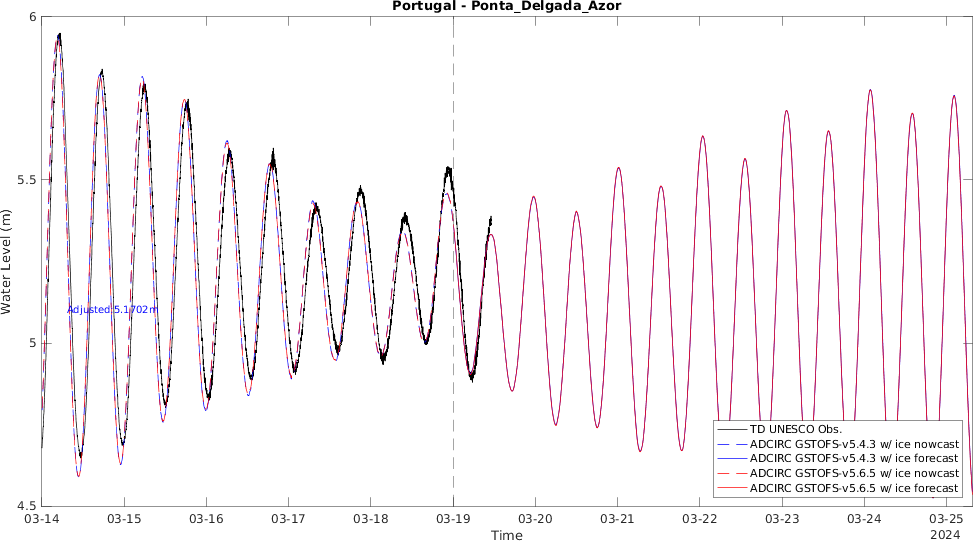 Portugal - Ponta_Delgada_Azor
6
5.5
5
4.5
Water Level (m)
Adjusted:5.1702m
TD UNESCO Obs.
ADCIRC GSTOFS-v5.4.3 w/ ice nowcast
ADCIRC GSTOFS-v5.4.3 w/ ice forecast
ADCIRC GSTOFS-v5.6.5 w/ ice nowcast
ADCIRC GSTOFS-v5.6.5 w/ ice forecast
03-14 03-15 03-16 03-17 03-18 03-19 03-20 03-21 03-22 03-23 03-24 03-25
Time
2024